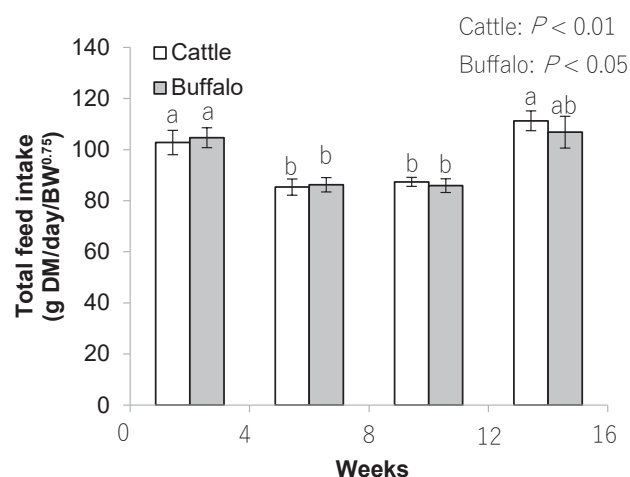 Cattle: P < 0.01
Buffalo: P < 0.05
Cattle
Buffalo
Total feed intake
(g DM/day/BW0.75)
140
120
100
80
60
40
20
0
a a
b b
b b
a ab
0 4 8 12 16
Weeks